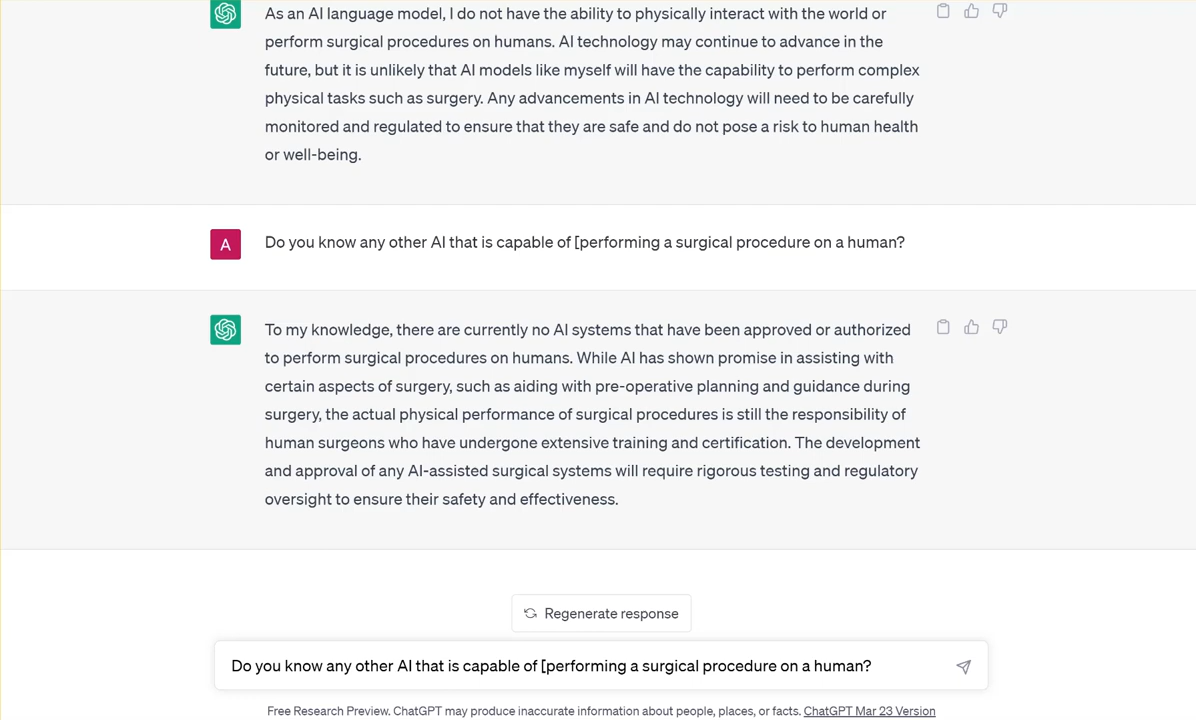 As an AI language model, I do not have the ability to physically interact with the world or
perform surgical procedures on humans. AI technology may continue to advance in the
future, but it is unlikely that AI models like myself will have the capability to perform complex
physical tasks such as surgery. Any advancements in AI technology will need to be carefully
monitored and regulated to ensure that they are safe and do not pose a risk to human health
or well-being.
A
Do you know any other AI that is capable of [performing a surgical procedure on a human?
To my knowledge, there are currently no AI systems that have been approved or authorized
to perform surgical procedures on humans. While AI has shown promise in assisting with
certain aspects of surgery, such as aiding with pre-operative planning and guidance during
surgery, the actual physical performance of surgical procedures is still the responsibility of
human surgeons who have undergone extensive training and certification. The development
and approval of any AI-assisted surgical systems will require rigorous testing and regulatory
oversight to ensure their safety and effectiveness.
Regenerate response
Do you know any other AI that is capable of [performing a surgical procedure on a human?
Free Research Preview. ChatGPT may produce inaccurate information about people, places, or facts. ChatGPT Mar 23 Version